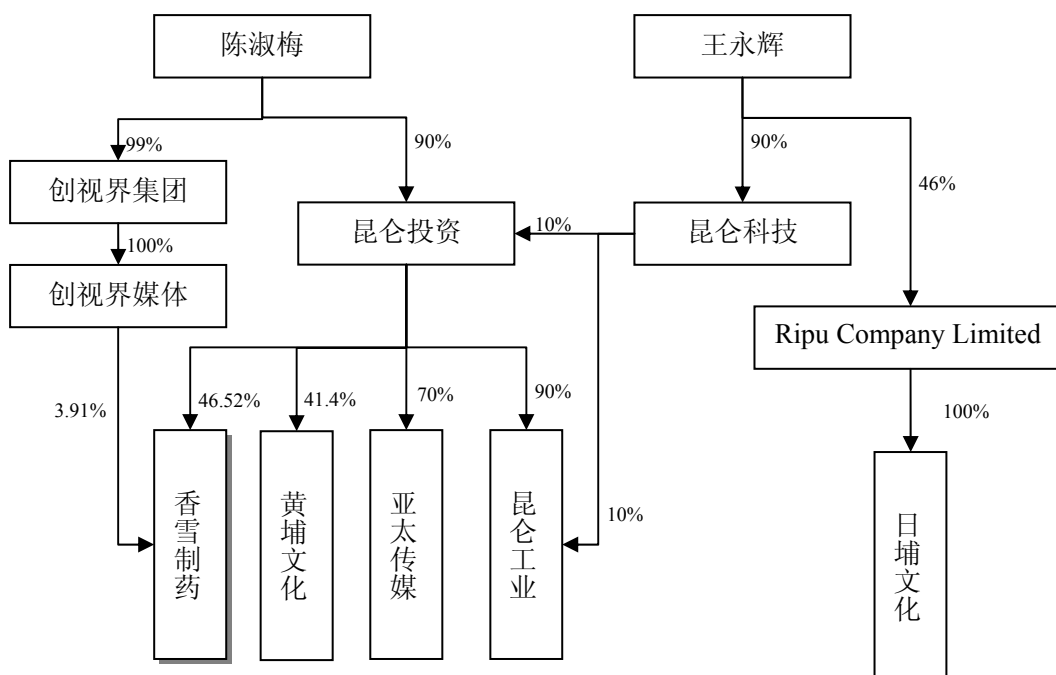 陈淑梅
王永辉
99%
90%
90%
46%
创视界集团
昆仑投资
10%
昆仑科技
100%
创视界媒体
Ripu Company Limited
3.91%
46.52%
41.4%
70%
90%
100%
香雪制药
黄埔文化
亚太传媒
昆仑工业
10%
日埔文化